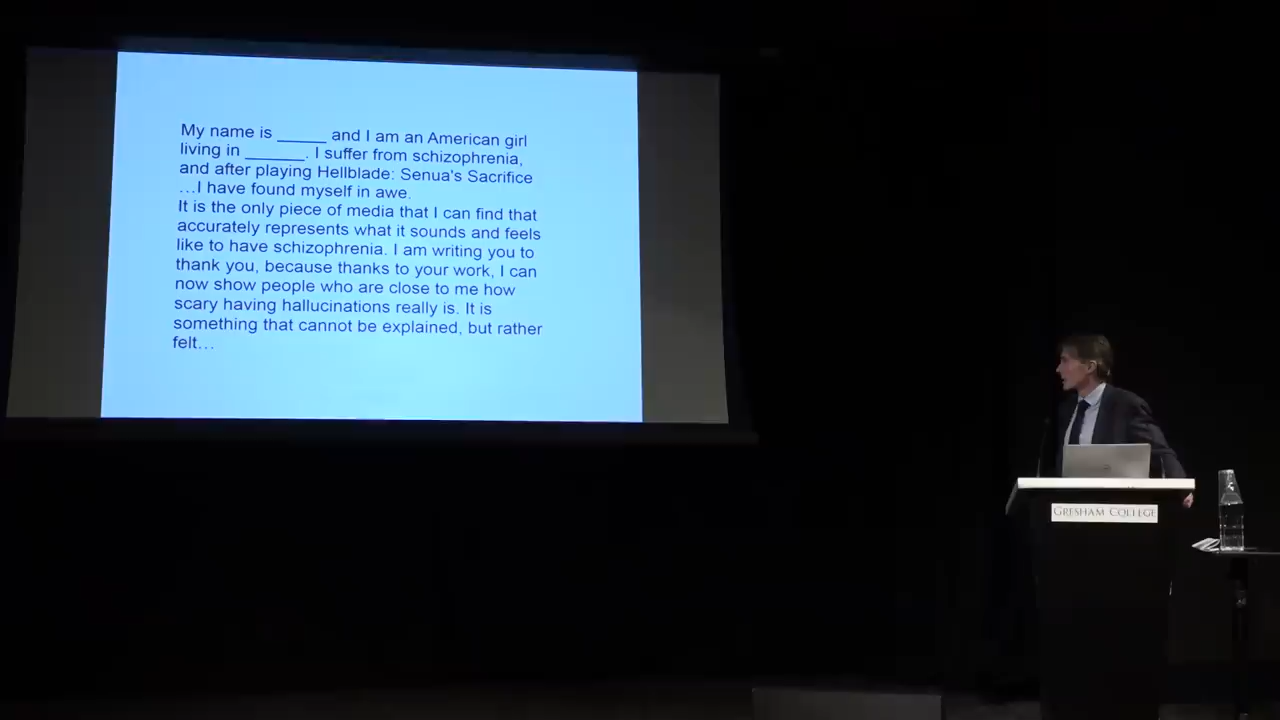 My name is _____ and I am an American girl
living in ______. I suffer from schizophrenia,
and after playing Hellblade: Senua's Sacrifice
…I have found myself in awe.
It is the only piece of media that I can find that
accurately represents what it sounds and feels
like to have schizophrenia. I am writing you to
thank you, because thanks to your work, I can
now show people who are close to me how
scary having hallucinations really is. It is
something that cannot be explained, but rather
felt…
GRESHAM COLLEGE